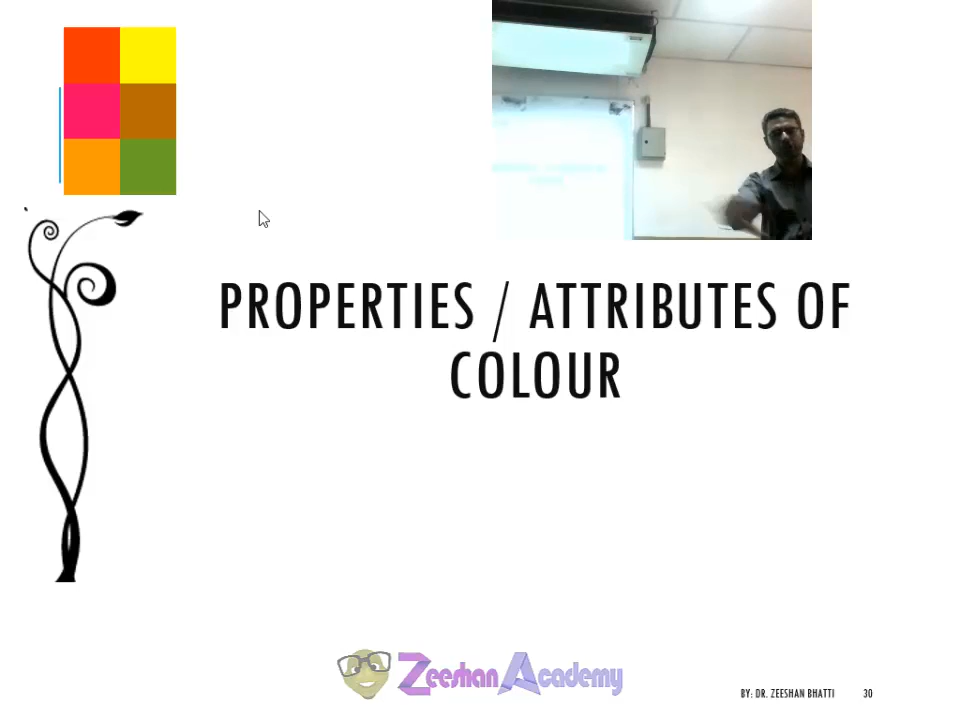 PROPERTIES / ATTRIBUTES OF
COLOUR
Zeeshan Academy
BY: DR. ZEESHAN BHATTI 30